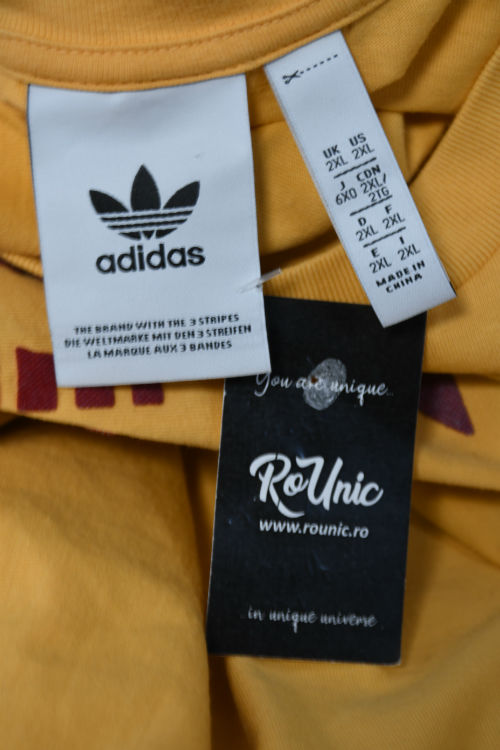 adidas
THE BRAND WITH THE 3 STRIPES
DIE WELTMARKE MIT DEN 3 STREIFEN
LA MARQUE AUX 3 BANDES
UK US
2XL 2XL
J CDN
6XO 2XL/
2TG
D F
2XL 2XL
E I
2XL 2XL
MADE IN
CHINA
You are unique...
RoUnic
www.rounic.ro
...in unique universe